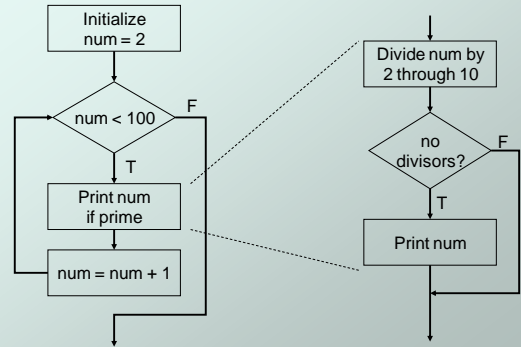 Initialize
num = 2
num < 100
F
T
Print num
if prime
num = num + 1
Divide num by
2 through 10
no
divisors?
F
T
Print num